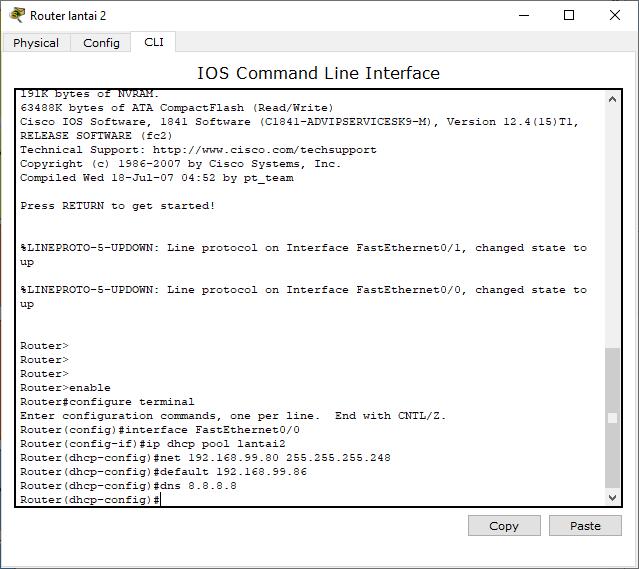 Router lantai 2
Physical Config CLI
IOS Command Line Interface
191K bytes of NVRAM.
63488K bytes of ATA CompactFlash (Read/Write)
Cisco IOS Software, 1841 Software (C1841-ADVIPSERVICESK9-M), Version 12.4(15)T1,
RELEASE SOFTWARE (fc2)
Technical Support: http://www.cisco.com/techsupport
Copyright (c) 1986-2007 by Cisco Systems, Inc.
Compiled Wed 18-Jul-07 04:52 by pt_team
Press RETURN to get started!
%LINEPROTO-5-UPDOWN: Line protocol on Interface FastEthernet0/1, changed state to
up
%LINEPROTO-5-UPDOWN: Line protocol on Interface FastEthernet0/0, changed state to
up
Router>
Router>
Router>
Router>enable
Router#configure terminal
Enter configuration commands, one per line.  End with CNTL/Z.
Router(config)#interface FastEthernet0/0
Router(config-if)#ip dhcp pool lantai2
Router(dhcp-config)#net 192.168.99.80 255.255.255.248
Router(dhcp-config)#default 192.168.99.86
Router(dhcp-config)#dns 8.8.8.8
Router(dhcp-config)#
Copy Paste